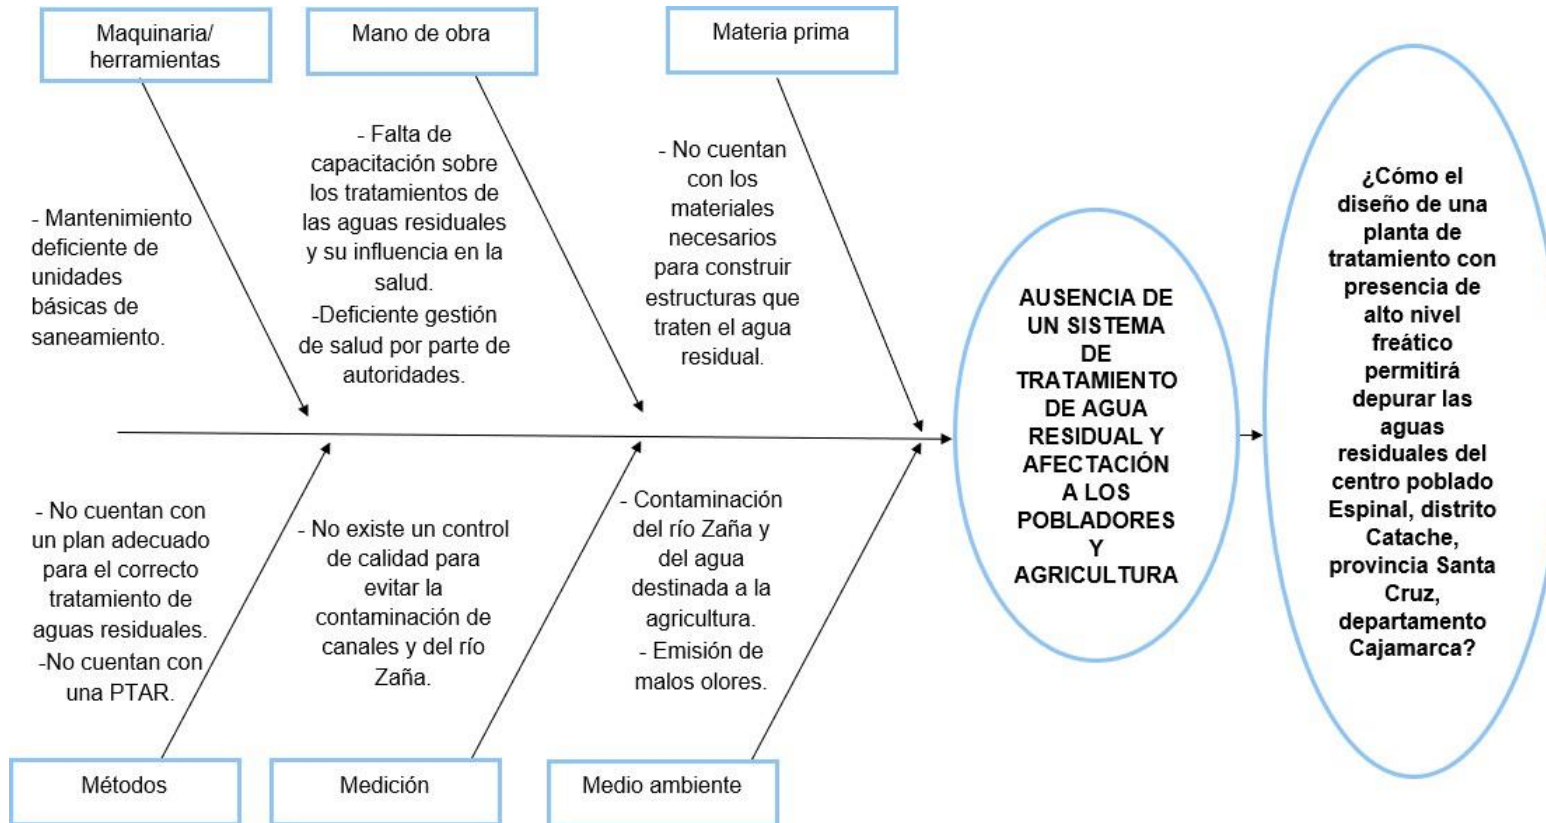 Maquinaria/
herramientas
Mano de obra
Materia prima
- Mantenimiento
deficiente de
unidades
básicas de
saneamiento.
- Falta de
capacitación sobre
los tratamientos de
las aguas residuales
y su influencia en la
salud.
-Deficiente gestión
de salud por parte de
autoridades.
- No cuentan
con los
materiales
necesarios
para construir
estructuras que
traten el agua
residual.
- No cuentan con
un plan adecuado
para el correcto
tratamiento de
aguas residuales.
-No cuentan con
una PTAR.
- No existe un control
de calidad para
evitar la
contaminación de
canales y del río
Zaña.
- Contaminación
del río Zaña y
del agua
destinada a la
agricultura.
- Emisión de
malos olores.
Métodos
Medición
Medio ambiente
AUSENCIA DE
UN SISTEMA
DE
TRATAMIENTO
DE AGUA
RESIDUAL Y
AFECTACIÓN
A LOS
POBLADORES
Y
AGRICULTURA
¿Cómo el
diseño de una
planta de
tratamiento con
presencia de
alto nivel
freático
permitirá
depurar las
aguas
residuales del
centro poblado
Espinal, distrito
Catache,
provincia Santa
Cruz,
departamento
Cajamarca?